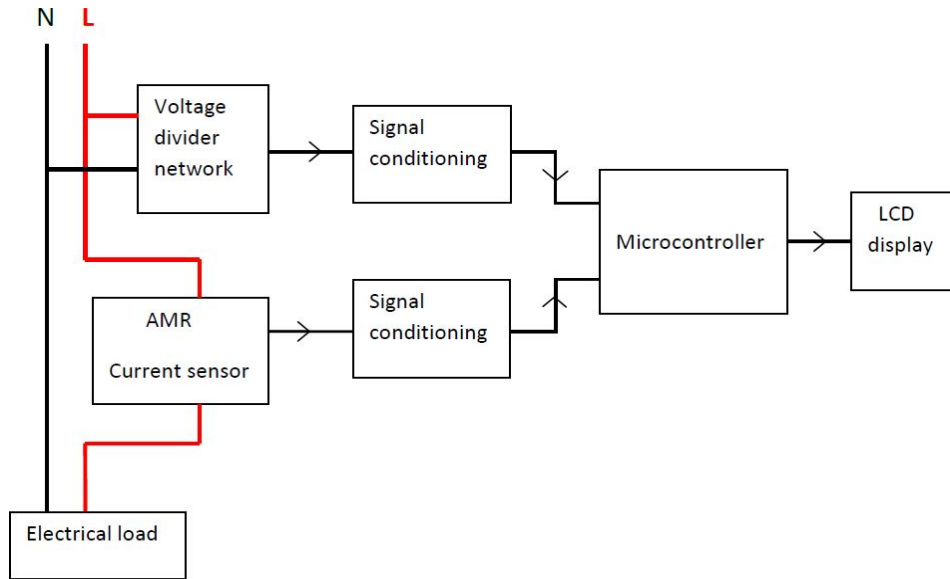 N L
Voltage
divider
network
Signal
conditioning
Microcontroller
LCD
display
AMR
Current sensor
Signal
conditioning
Electrical load